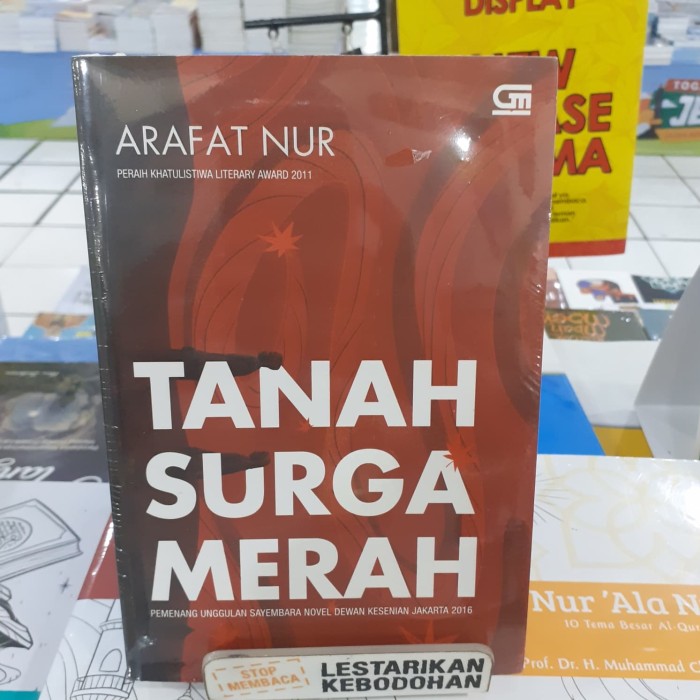 DISPLAY
GM
ARAFAT NUR
PERAIH KHATULISTIWA LITERARY AWARD 2011
TANAH
SURGA
MERAH
PEMENANG UNGGULAN SAYEMBARA NOVEL DEWAN KESENIAN JAKARTA 2016
Nur 'Ala N
10 Tema Besar Al-Qur
Prof. Dr. H. Muhammad C
STOP
MEMBACA
LESTARIKAN
KEBODOHAN